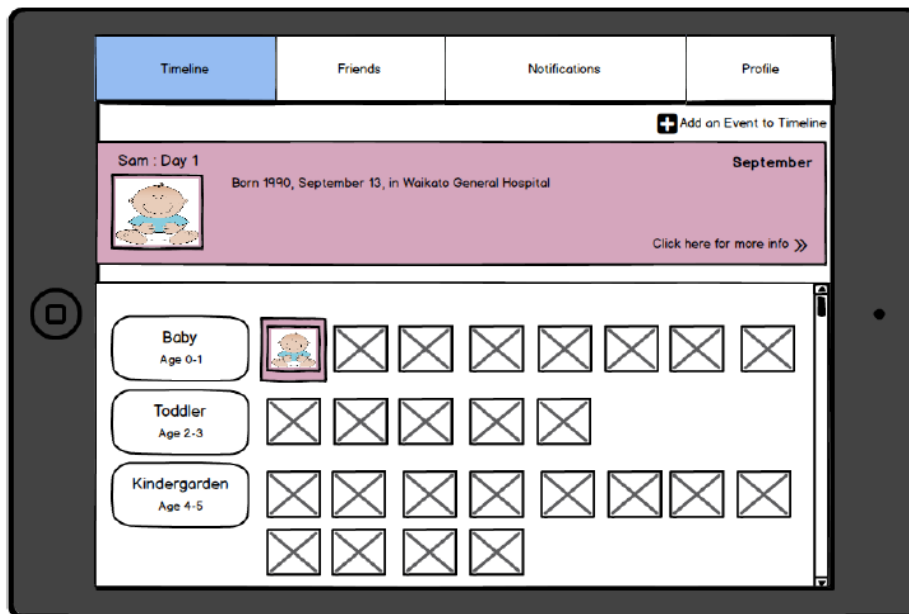 Timeline
Friends
Notifications
Profile
Add an Event to Timeline
Sam : Day 1
September
Born 1990, September 13, in Waikato General Hospital
Click here for more info
Baby
Age 0-1
Toddler
Age 2-3
Kindergarden
Age 4-5